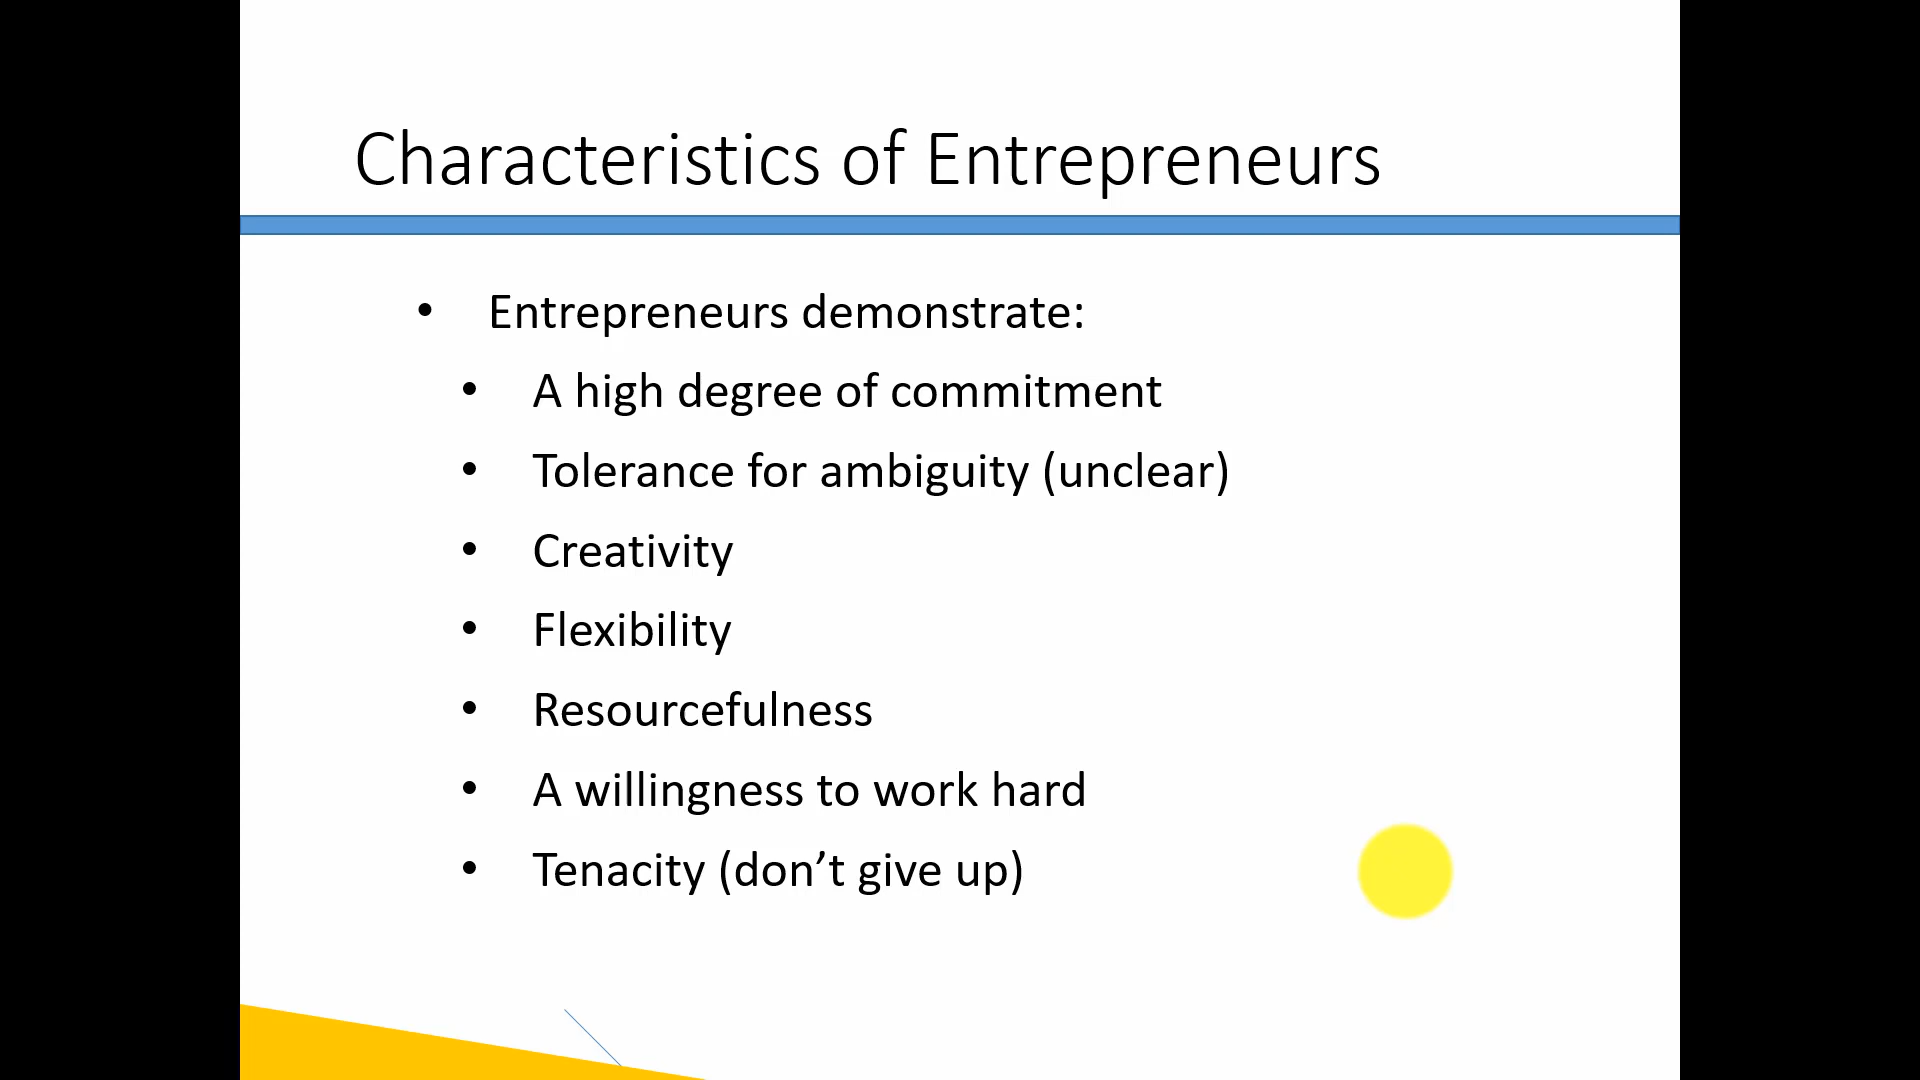 Characteristics of Entrepreneurs
• Entrepreneurs demonstrate:
• A high degree of commitment
• Tolerance for ambiguity (unclear)
• Creativity
• Flexibility
• Resourcefulness
• A willingness to work hard
• Tenacity (don’t give up)